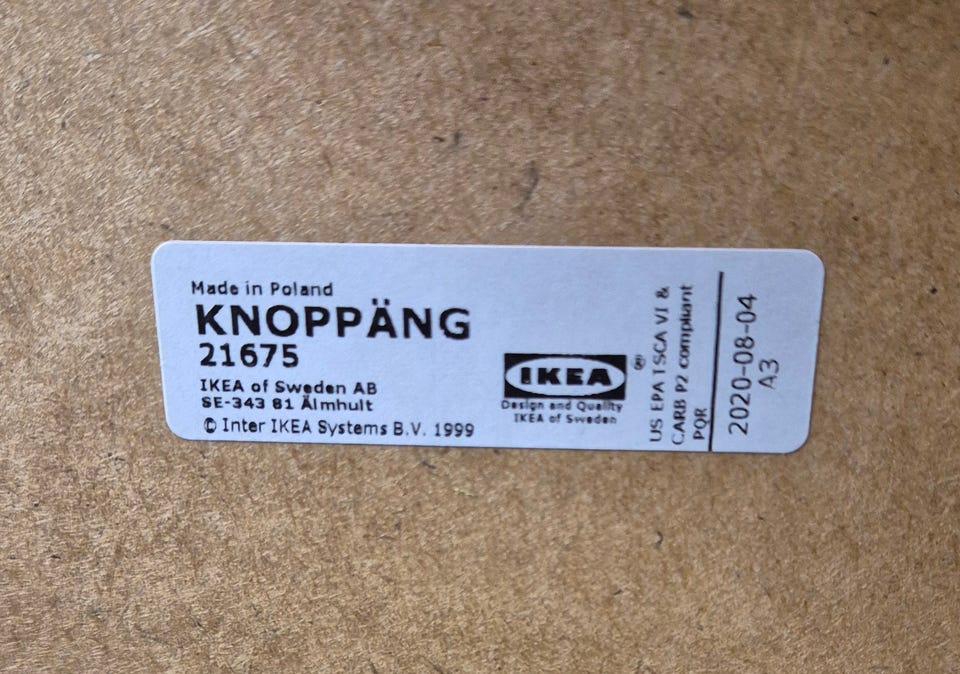 Made in Poland
KNOPPÄNG
21675
IKEA of Sweden AB
SE-343 81 Älmhult
© Inter IKEA Systems B.V. 1999
IKEA ®
Design and Quality
IKEA of Sweden
US EPA TSCA VI &
CARB P2 compliant
PQR
2020-08-04
A3